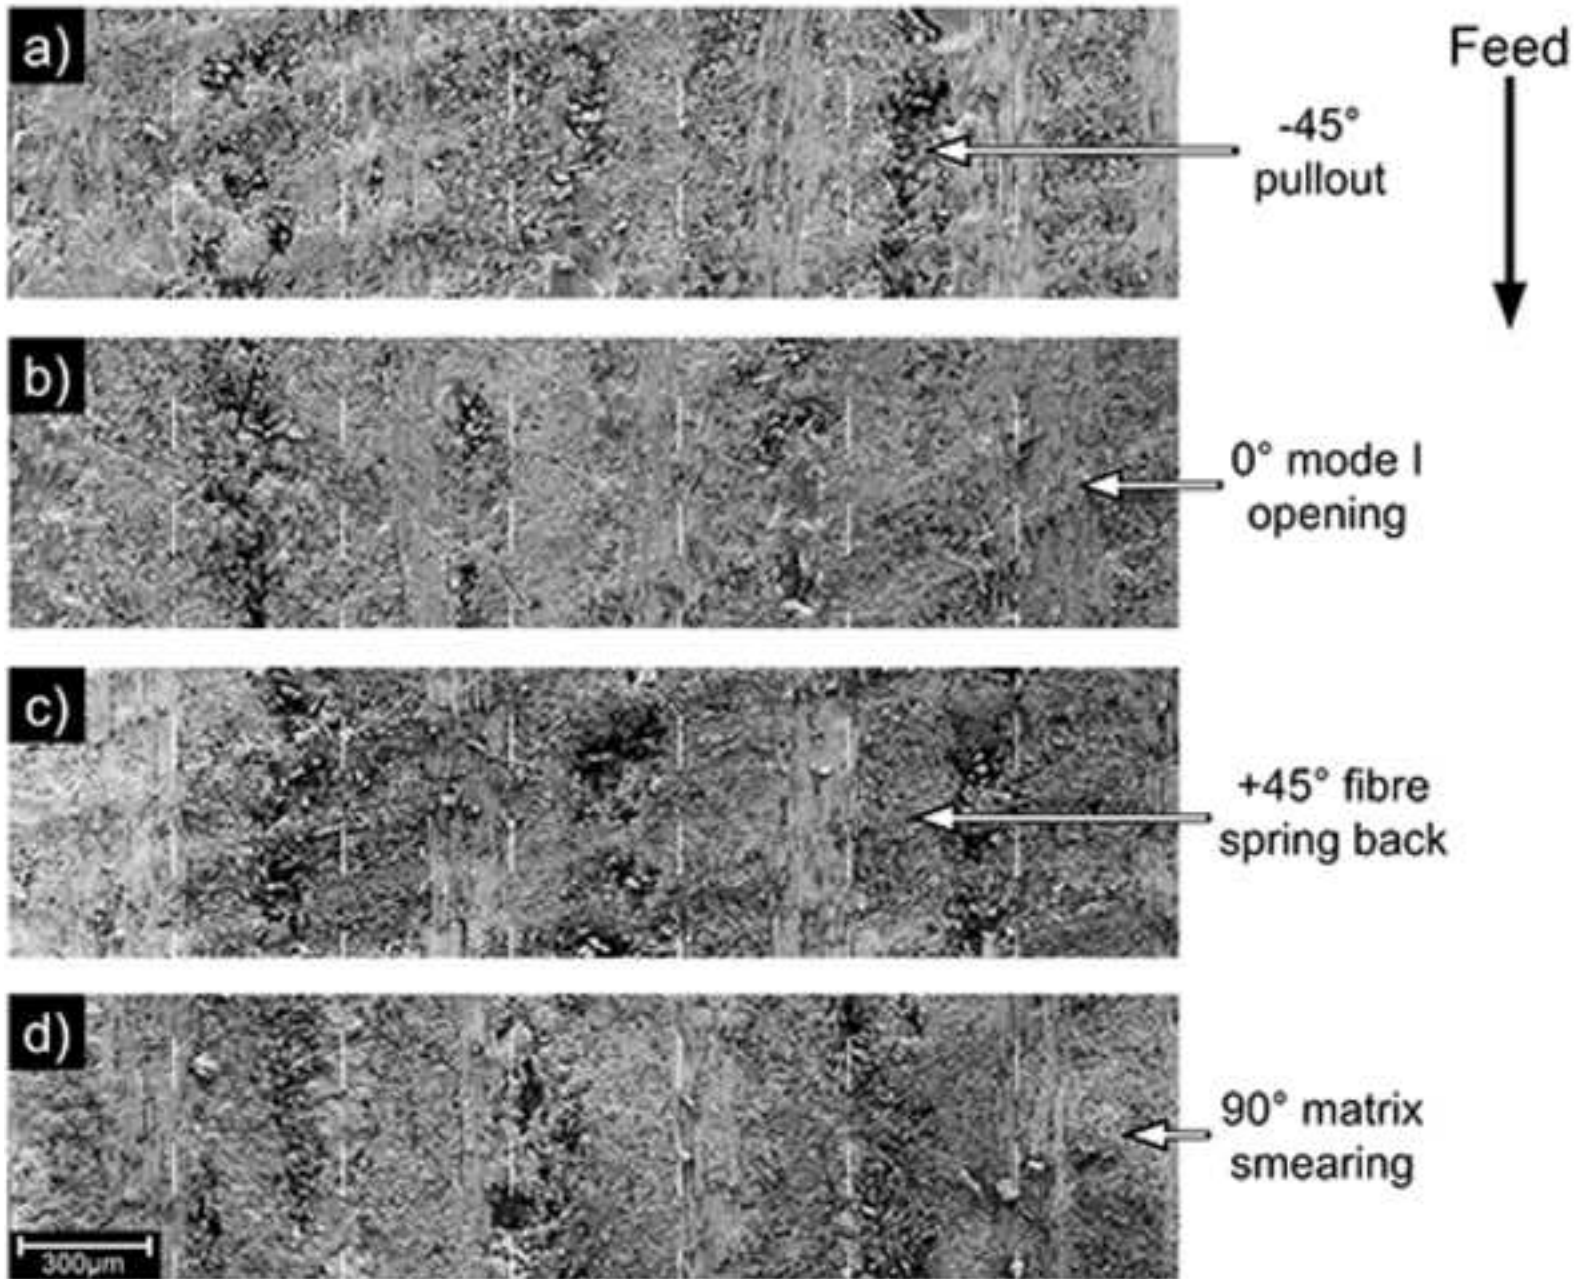 a)
Feed
-45°
pullout
b)
0° mode I
opening
c)
+45° fibre
spring back
d)
90° matrix
smearing
300µm